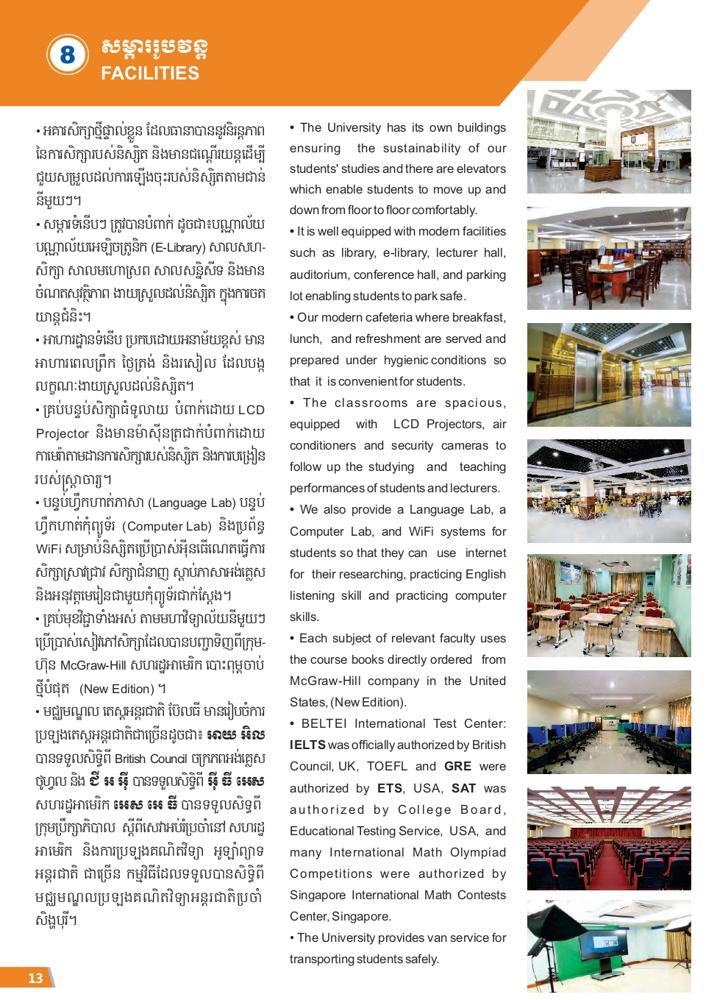 8
សម្ភាររូបវន្ត
FACILITIES
• អគារសិក្សាថ្មីផ្ទាល់ខ្លួន ដែលធានាបាននូវនិរន្តភាព
នៃការសិក្សារបស់និស្សិត និងមានជណ្តើរយន្តដើម្បី
ជួយសម្រួលដល់ការឡើងចុះរបស់និស្សិតតាមជាន់
នីមួយៗ។
• សម្ភារទំនើបៗ ត្រូវបានបំពាក់ ដូចជា៖បណ្ណាល័យ
បណ្ណាល័យអេឡិចត្រូនិក (E-Library) សាលសហ-
សិក្សា សាលមហោស្រព សាលសន្និសីទ និងមាន
ចំណតសុវត្ថិភាព ងាយស្រួលដល់និស្សិត ក្នុងការចត
យាន្តជំនិះ។
• អាហារដ្ឋានទំនើប ប្រកបដោយអនាម័យខ្ពស់ មាន
អាហារពេលព្រឹក ថ្ងៃត្រង់ និងរសៀល ដែលបង្ក
លក្ខណៈងាយស្រួលដល់និស្សិត។
• គ្រប់បន្ទប់សិក្សាធំទូលាយ បំពាក់ដោយ LCD
Projector និងមានម៉ាស៊ីនត្រជាក់បំពាក់ដោយ
កាមេរ៉ាតាមដានការសិក្សារបស់និស្សិត និងការបង្រៀន
របស់សាស្ត្រាចារ្យ។
• បន្ទប់ហ្វឹកហាត់ភាសា (Language Lab) បន្ទប់
ហ្វឹកហាត់កុំព្យូទ័រ (Computer Lab) និងប្រព័ន្ធ
WiFi សម្រាប់និស្សិតប្រើប្រាស់អ៊ីនធើណេតធ្វើការ
សិក្សាស្រាវជ្រាវ សិក្សាជំនាញ ស្តាប់ភាសាអង់គ្លេស
និងអនុវត្តមេរៀនជាមួយកុំព្យូទ័រជាក់ស្តែង។
• គ្រប់មុខវិជ្ជាទាំងអស់ តាមមហាវិទ្យាល័យនីមួយៗ
ប្រើប្រាស់សៀវភៅសិក្សាដែលបានបញ្ជាទិញពីក្រុម-
ហ៊ុន McGraw-Hill សហរដ្ឋអាមេរិក បោះពុម្ពចាប់
ថ្មីបំផុត (New Edition) ។
• មជ្ឈមណ្ឌល តេស្តអន្តរជាតិ ប៊ែលធី មានរៀបចំការ
ប្រឡងតេស្តអន្តរជាតិជាច្រើនដូចជា៖ អាយ អិល
បានទទួលសិទ្ធិពី British Council ចក្រភពអង់គ្លេស
ថូហ្វល និង ជី អរ អ៊ី បានទទួលសិទ្ធិពី អ៊ី ធី អេស
សហរដ្ឋអាមេរិក អេស អេ ធី បានទទួលសិទ្ធិពី
ក្រុមប្រឹក្សាភិបាល ស្តីពីសេវាអប់រំប្រចាំនៅ សហរដ្ឋ
អាមេរិក និងការប្រឡងគណិតវិទ្យា អូឡាំព្យាទ
អន្តរជាតិ ជាច្រើន កម្មវិធីដែលទទួលបានសិទ្ធិពី
មជ្ឈមណ្ឌលប្រឡងគណិតវិទ្យាអន្តរជាតិប្រចាំ
សិង្ហបុរី។
• The University has its own buildings
ensuring the sustainability of our
students' studies and there are elevators
which enable students to move up and
down from floor to floor comfortably.
• It is well equipped with modern facilities
such as library, e-library, lecturer hall,
auditorium, conference hall, and parking
lot enabling students to park safe.
• Our modern cafeteria where breakfast,
lunch, and refreshment are served and
prepared under hygienic conditions so
that it is convenient for students.
• The classrooms are spacious,
equipped with LCD Projectors, air
conditioners and security cameras to
follow up the studying and teaching
performances of students and lecturers.
• We also provide a Language Lab, a
Computer Lab, and WiFi systems for
students so that they can use internet
for their researching, practicing English
listening skill and practicing computer
skills.
• Each subject of relevant faculty uses
the course books directly ordered from
McGraw-Hill company in the United
States, (New Edition).
• BELTEI International Test Center:
IELTS was officially authorized by British
Council, UK, TOEFL and GRE were
authorized by ETS, USA, SAT was
authorized by College Board,
Educational Testing Service, USA, and
many International Math Olympiad
Competitions were authorized by
Singapore International Math Contests
Center, Singapore.
• The University provides van service for
transporting students safely.
13